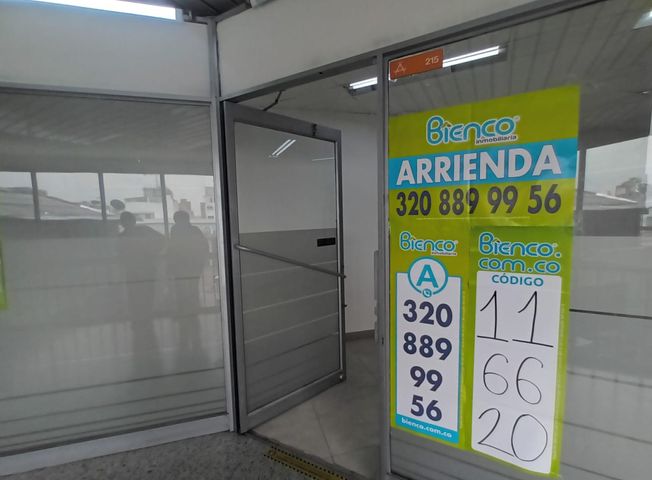 215
Bienco
inmobiliaria
ARRIENDA
320 889 99 56
Bienco
inmobiliaria
A
320
889
99
56
bienco.com.co
Bienco.
com.co
CÓDIGO
11
66
20